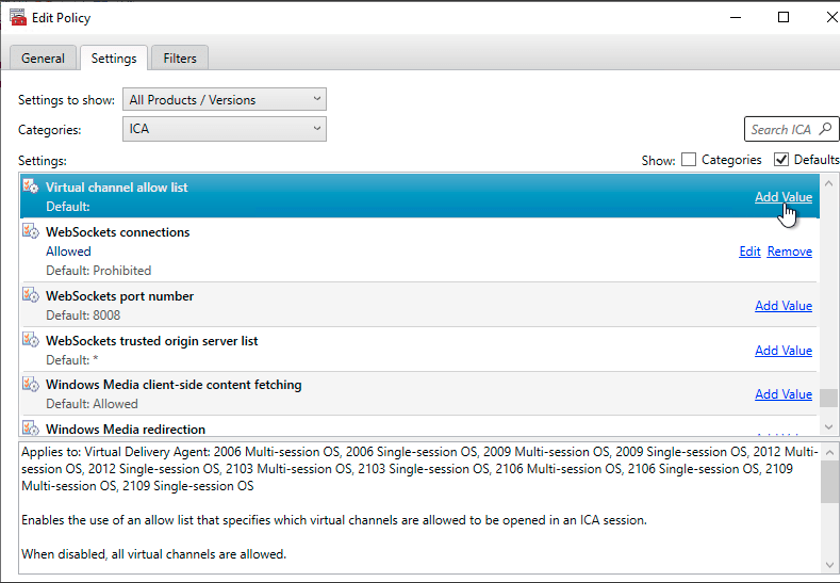 Edit Policy
General Settings Filters
Settings to show: All Products / Versions
Categories: ICA
Search ICA
Settings: Show: Categories Defaults
Virtual channel allow list
Default: Add Value
WebSockets connections
Allowed Edit Remove
Default: Prohibited
WebSockets port number
Default: 8008 Add Value
WebSockets trusted origin server list
Default: * Add Value
Windows Media client-side content fetching
Default: Allowed Add Value
Windows Media redirection
Applies to: Virtual Delivery Agent: 2006 Multi-session OS, 2006 Single-session OS, 2009 Multi-session OS, 2009 Single-session OS, 2012 Multi-
session OS, 2012 Single-session OS, 2103 Multi-session OS, 2103 Single-session OS, 2106 Multi-session OS, 2106 Single-session OS, 2109
Multi-session OS, 2109 Single-session OS
Enables the use of an allow list that specifies which virtual channels are allowed to be opened in an ICA session.
When disabled, all virtual channels are allowed.